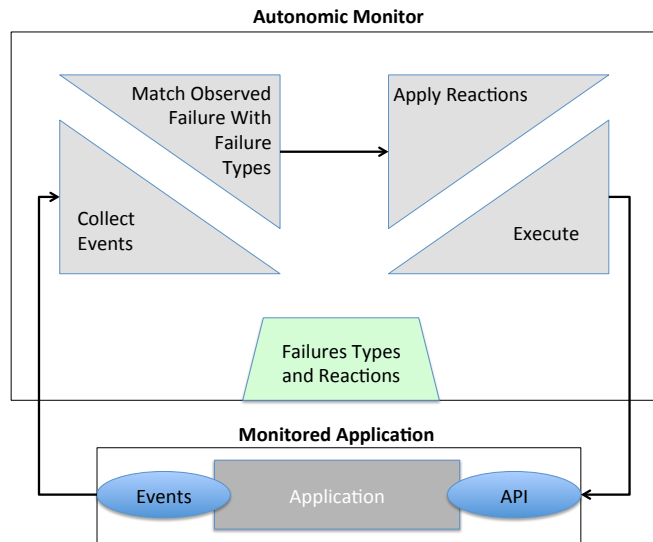 Autonomic Monitor
Match Observed
Failure With
Failure
Types
Apply Reactions
Collect
Events
Execute
Failures Types
and Reactions
Monitored Application
Events
Application
API